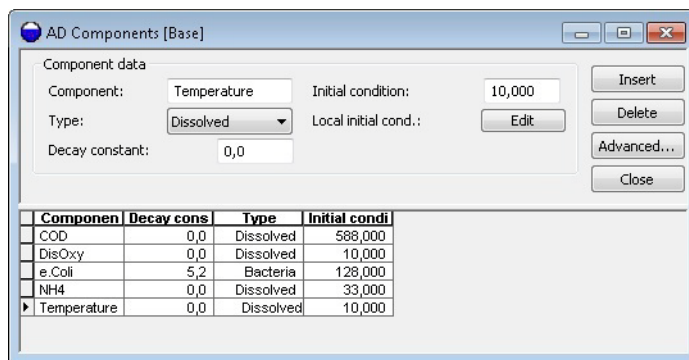 AD Components [Base]
Component data
Component: Temperature Initial condition: 10,000 Insert
Type: Dissolved Local initial cond.: Edit Delete
Decay constant: 0,0 Advanced...
Close
Componen Decay cons Type Initial condi
COD 0,0 Dissolved 588,000
DisOxy 0,0 Dissolved 10,000
e.Coli 5,2 Bacteria 128,000
NH4 0,0 Dissolved 33,000
Temperature 0,0 Dissolved 10,000